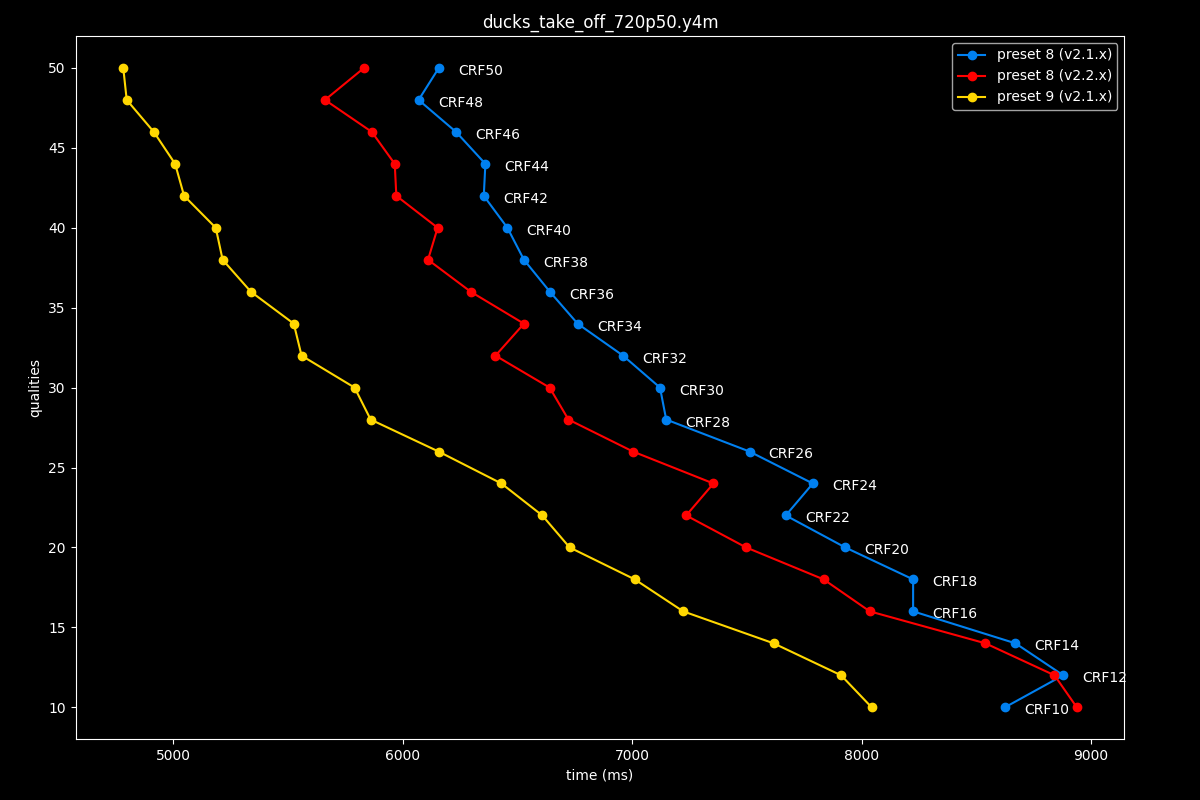 ducks_take_off_720p50.y4m
preset 8 (v2.1.x)
preset 8 (v2.2.x)
preset 9 (v2.1.x)
50
CRF50
CRF48
CRF46
45
CRF44
CRF42
40
CRF40
CRF38
CRF36
35
CRF34
CRF32
30
CRF30
qualities
CRF28
25
CRF26
CRF24
CRF22
20
CRF20
CRF18
15
CRF16
CRF14
CRF12
10
CRF10
5000 6000 7000 8000 9000
time (ms)